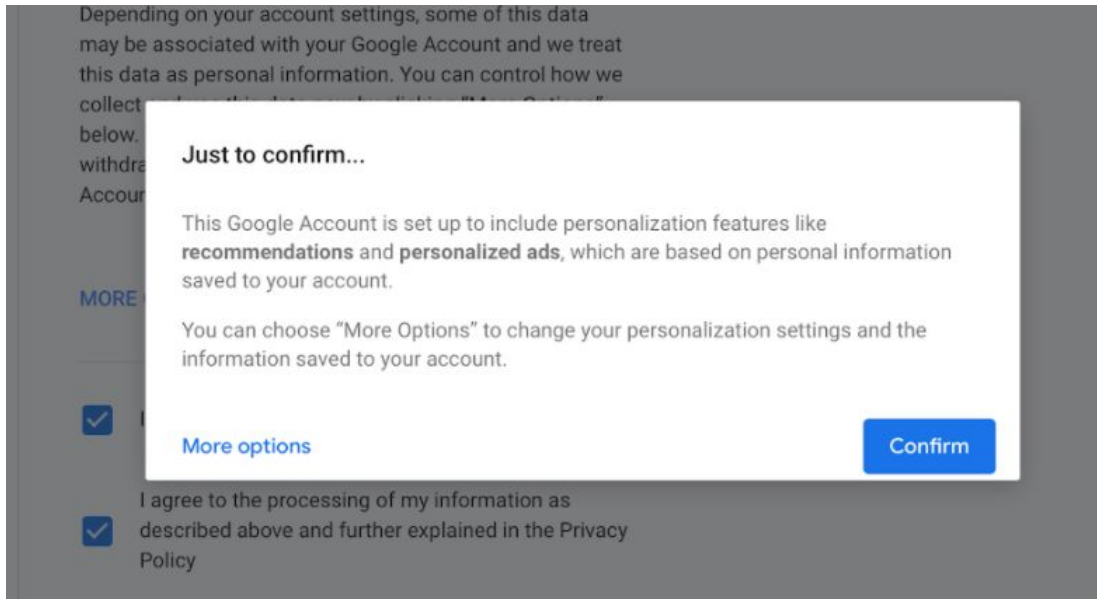 Depending on your account settings, some of this data
may be associated with your Google Account and we treat
this data as personal information. You can control how we
collect
below.
withdra
Accour
Just to confirm...
This Google Account is set up to include personalization features like
recommendations and personalized ads, which are based on personal information
saved to your account.
You can choose “More Options” to change your personalization settings and the
information saved to your account.
More options
Confirm
MORE
I agree to the processing of my information as
described above and further explained in the Privacy
Policy